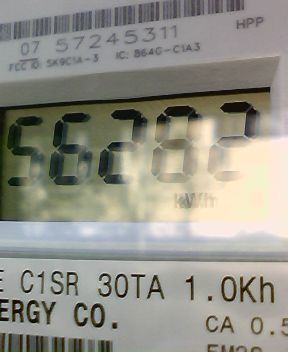 HPP
07 57245311
FCC ID: SK9C1A-3 IC: 864G-C1A3
56282
kWh
E C1SR 30TA 1.0Kh
ERGY CO.
CA 0.5